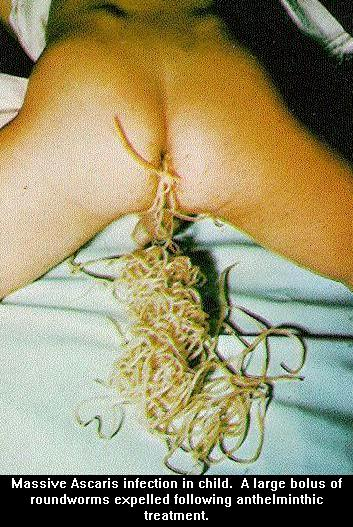 Massive Ascaris infection in child.  A large bolus of
roundworms expelled following anthelminthic
treatment.